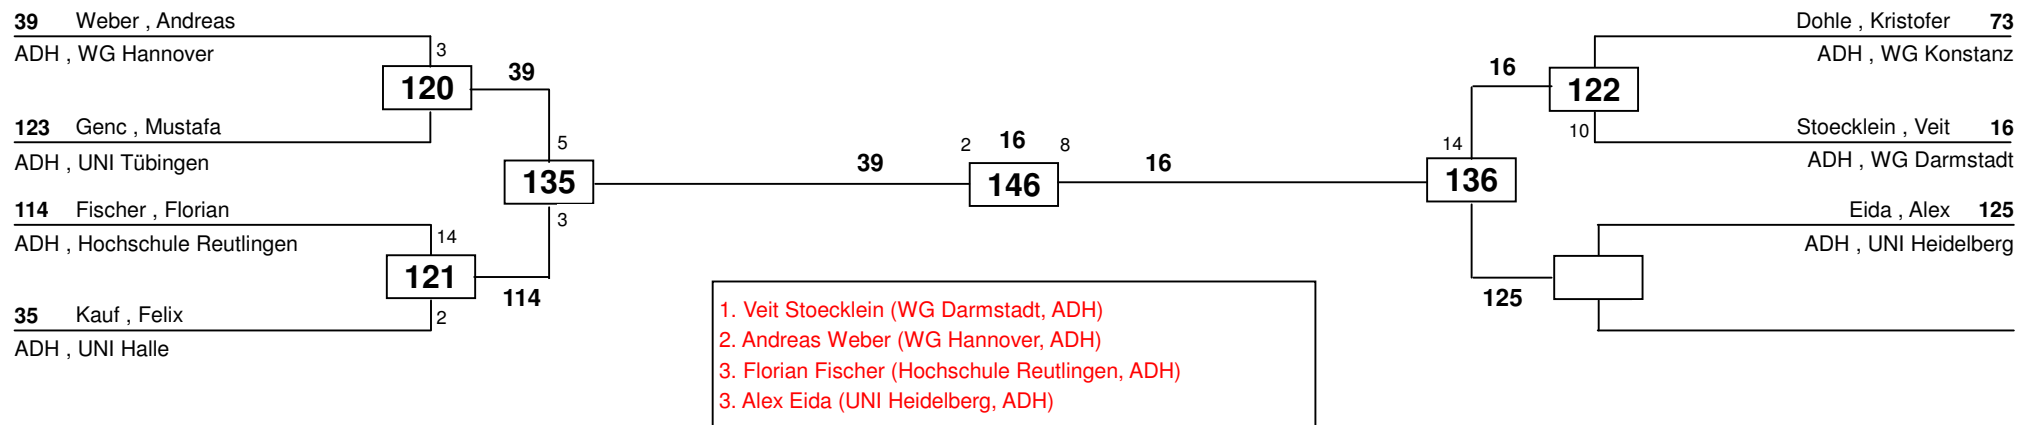 39 Weber , Andreas
ADH , WG Hannover
3
120
39
123 Genc , Mustafa
ADH , UNI Tübingen
5
135
3
39
114 Fischer , Florian
ADH , Hochschule Reutlingen
14
121
114
35 Kauf , Felix
2
ADH , UNI Halle
2 16 8
146
16
Dohle , Kristofer 73
ADH , WG Konstanz
16
122
10
Stoecklein , Veit 16
ADH , WG Darmstadt
14
136
Eida , Alex 125
ADH , UNI Heidelberg
125
1. Veit Stoecklein (WG Darmstadt, ADH)
2. Andreas Weber (WG Hannover, ADH)
3. Florian Fischer (Hochschule Reutlingen, ADH)
3. Alex Eida (UNI Heidelberg, ADH)